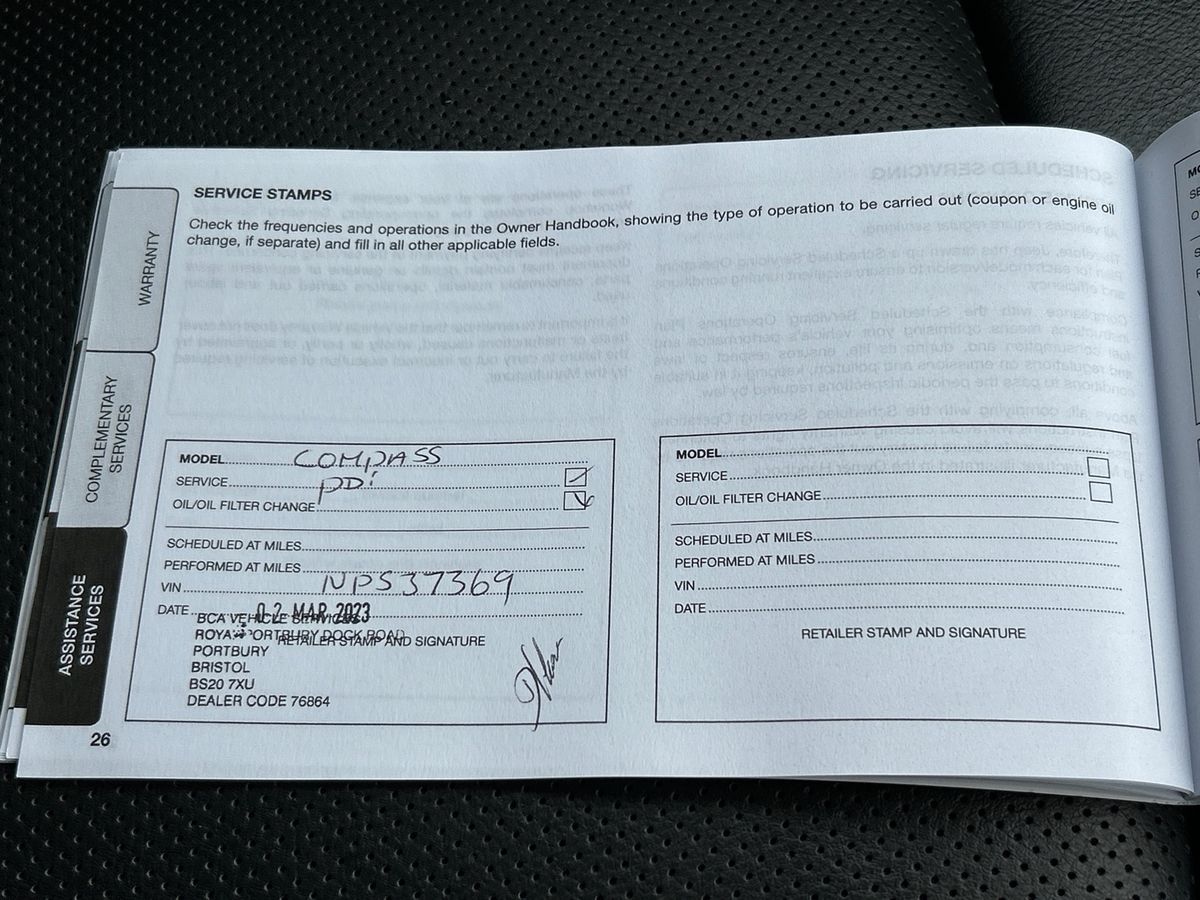 SERVICE STAMPS
Check the frequencies and operations in the Owner Handbook, showing the type of operation to be carried out (coupon or engine oil
change, if separate) and fill in all other applicable fields.
WARRANTY
COMPLEMENTARY
SERVICES
ASSISTANCE
SERVICES
MODEL COMPASS
SERVICE PDI
OIL/OIL FILTER CHANGE
SCHEDULED AT MILES
PERFORMED AT MILES
VIN NPS37369
DATE 02 MAR 2023
BCA VEHICLE SERVICES
ROYAL PORTBURY DOCK ROAD
RETAILER STAMP AND SIGNATURE
PORTBURY
BRISTOL
BS20 7XU
DEALER CODE 76864
MODEL
SERVICE
OIL/OIL FILTER CHANGE
SCHEDULED AT MILES
PERFORMED AT MILES
VIN
DATE
RETAILER STAMP AND SIGNATURE
26